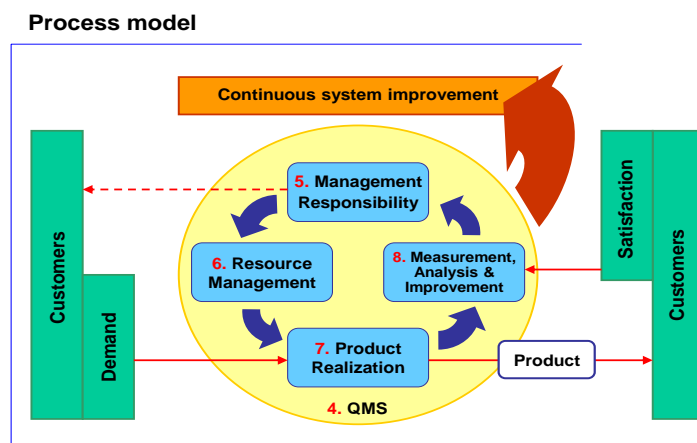 Process model
Continuous system improvement
Customers
Demand
5. Management
Responsibility
6. Resource
Management
8. Measurement,
Analysis &
Improvement
7. Product
Realization
4. QMS
Product
Satisfaction
Customers